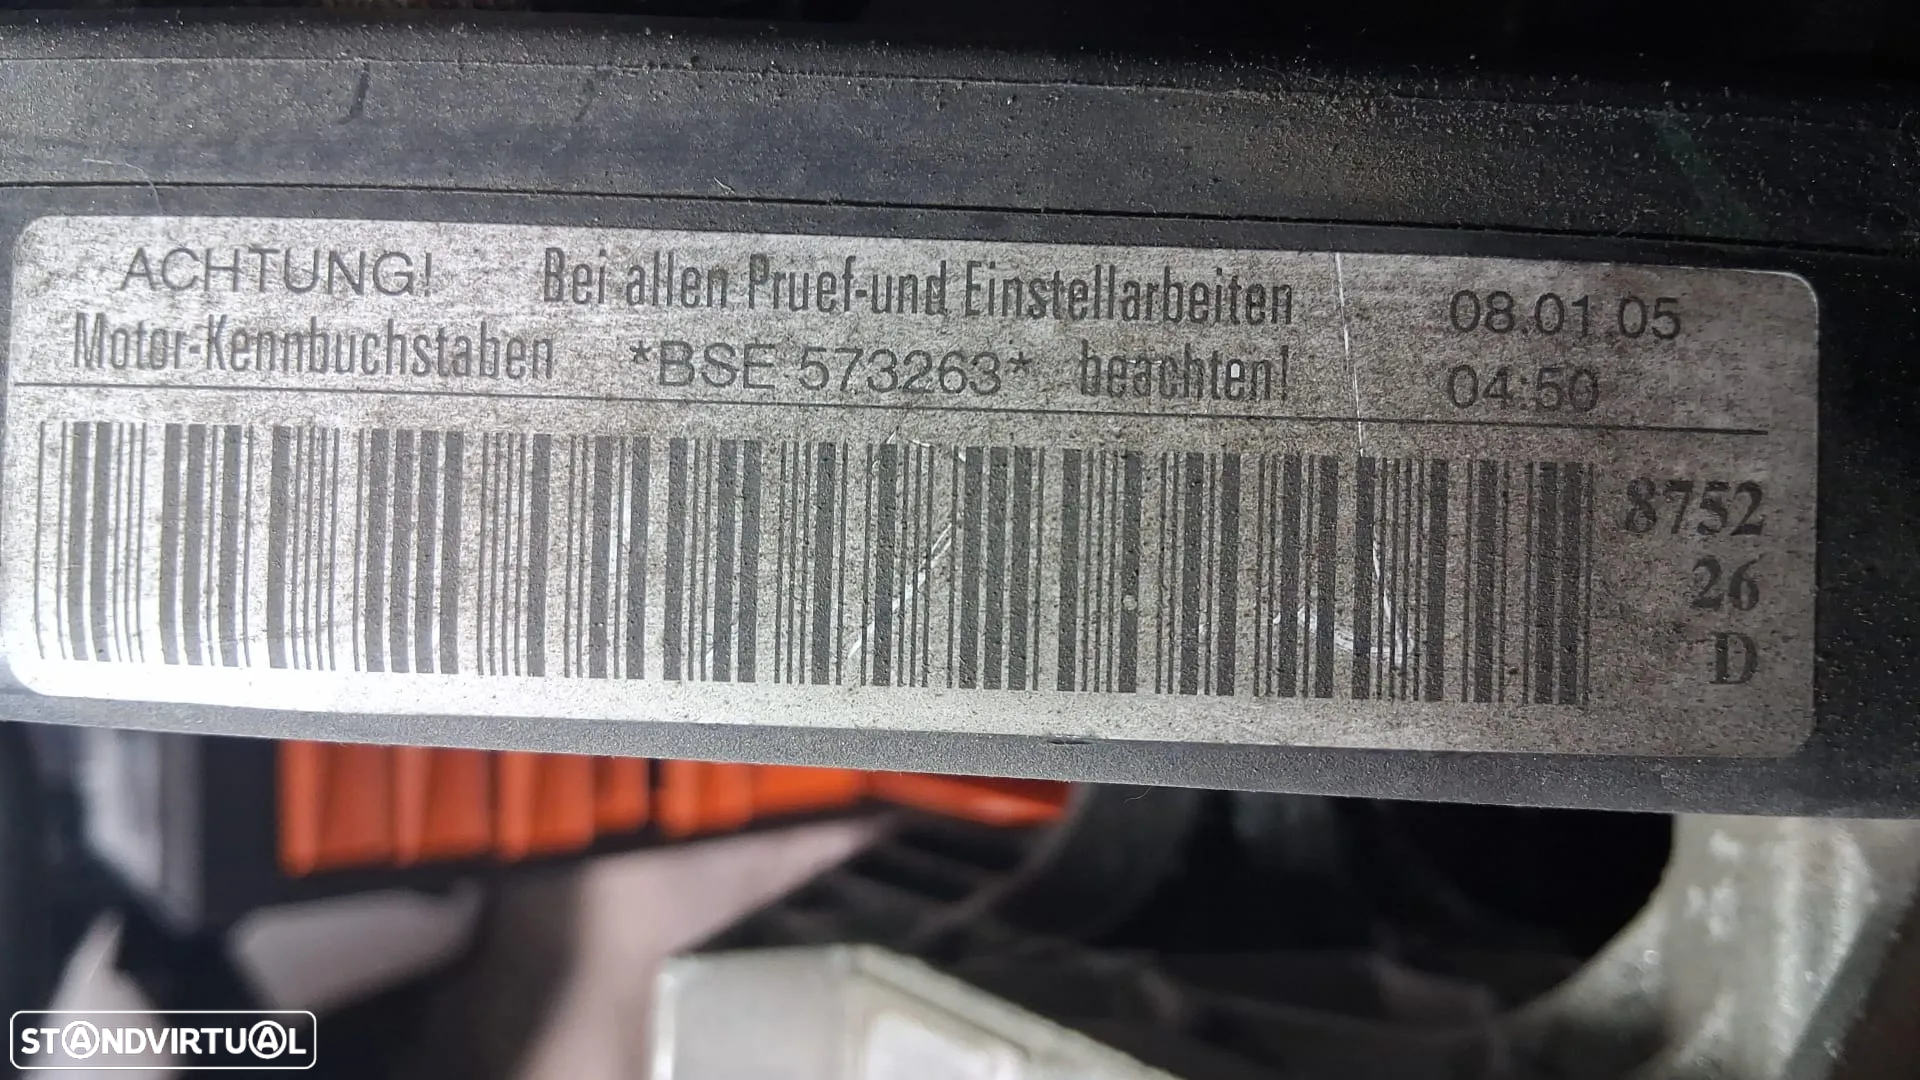 ACHTUNG! Bei allen Pruef-und Einstellarbeiten 08.01.05
Motor-Kennbuchstaben *BSE 573263* beachten! 04:50
8752
26
D
STANDVIRTUAL